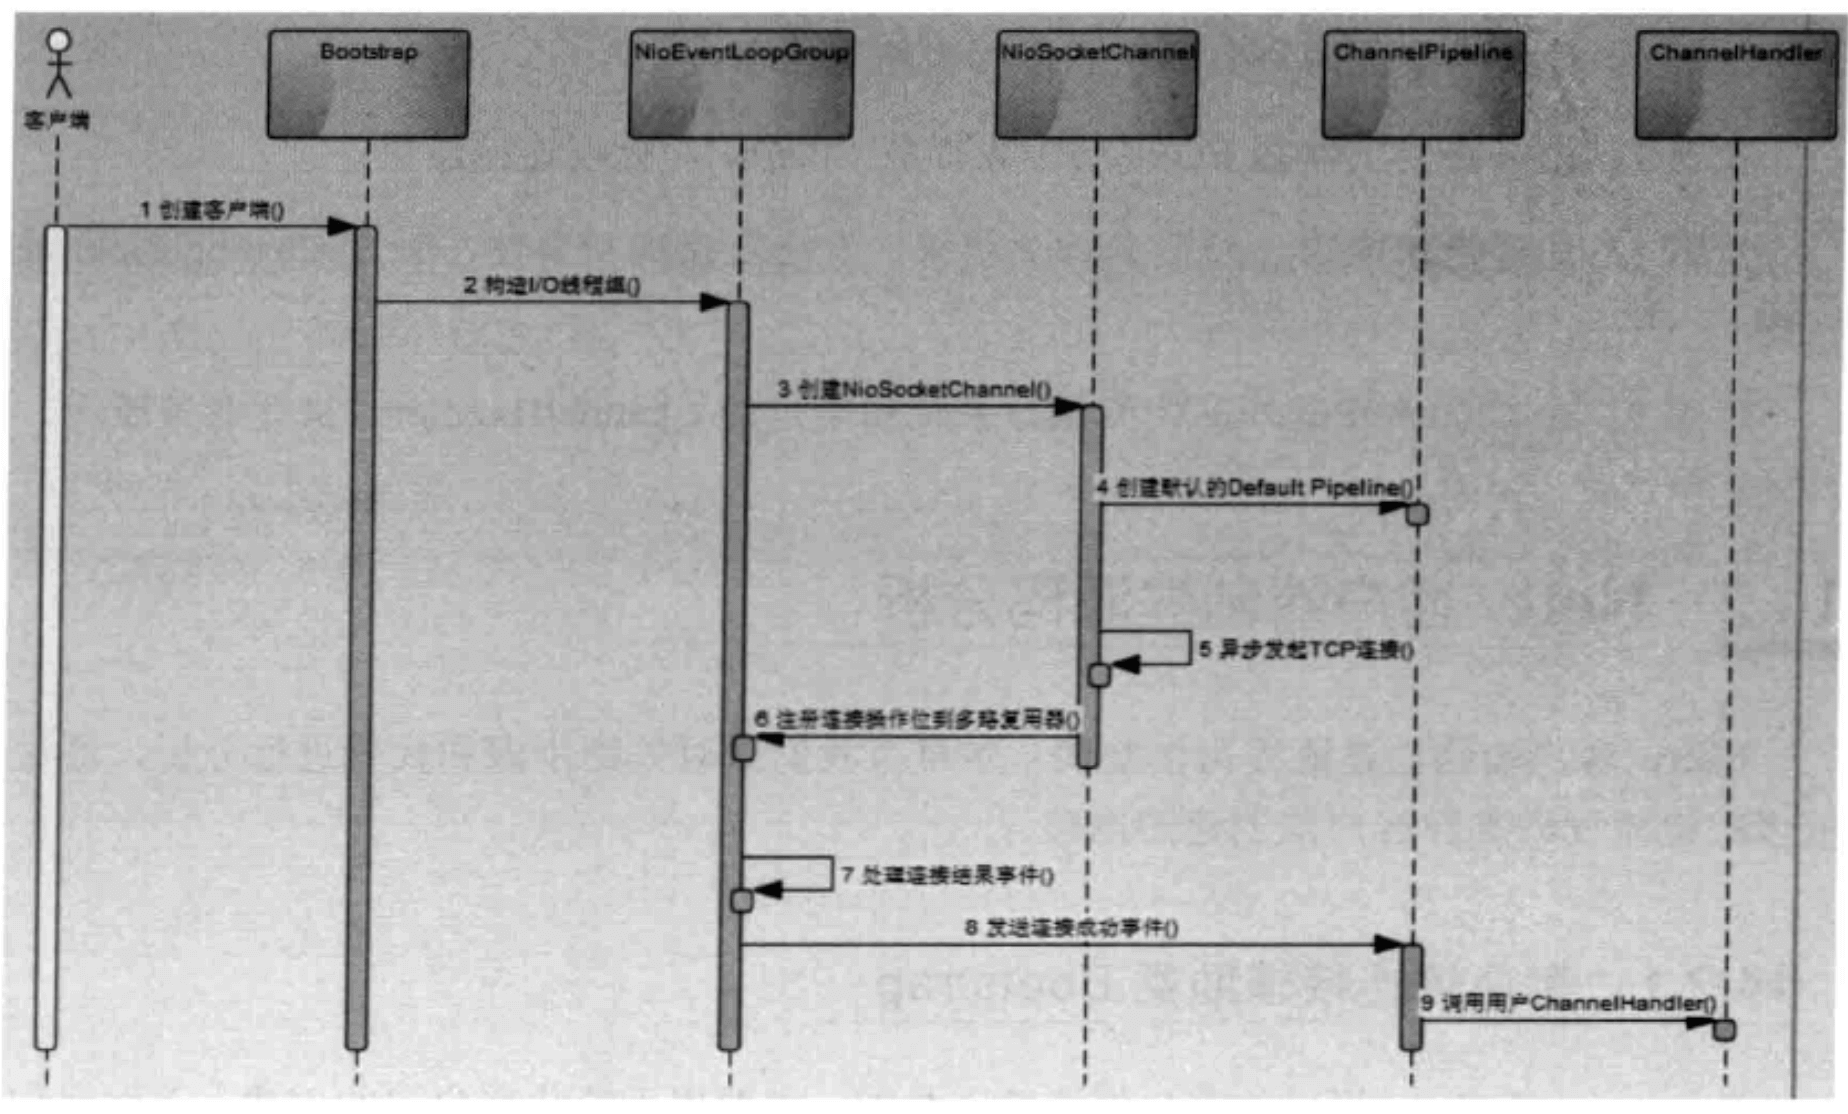 Bootstrap
NioEventLoopGroup
NioSocketChannel
ChannelPipeline
ChannelHandler
客户端
1 创建客户端()
2 构造I/O线程组()
3 创建NioSocketChannel()
4 创建默认的Default Pipeline()
5 异步发起TCP连接()
6 注册连接操作位到多路复用器()
7 处理连接结果事件()
8 发送连接成功事件()
9 调用用户ChannelHandler()